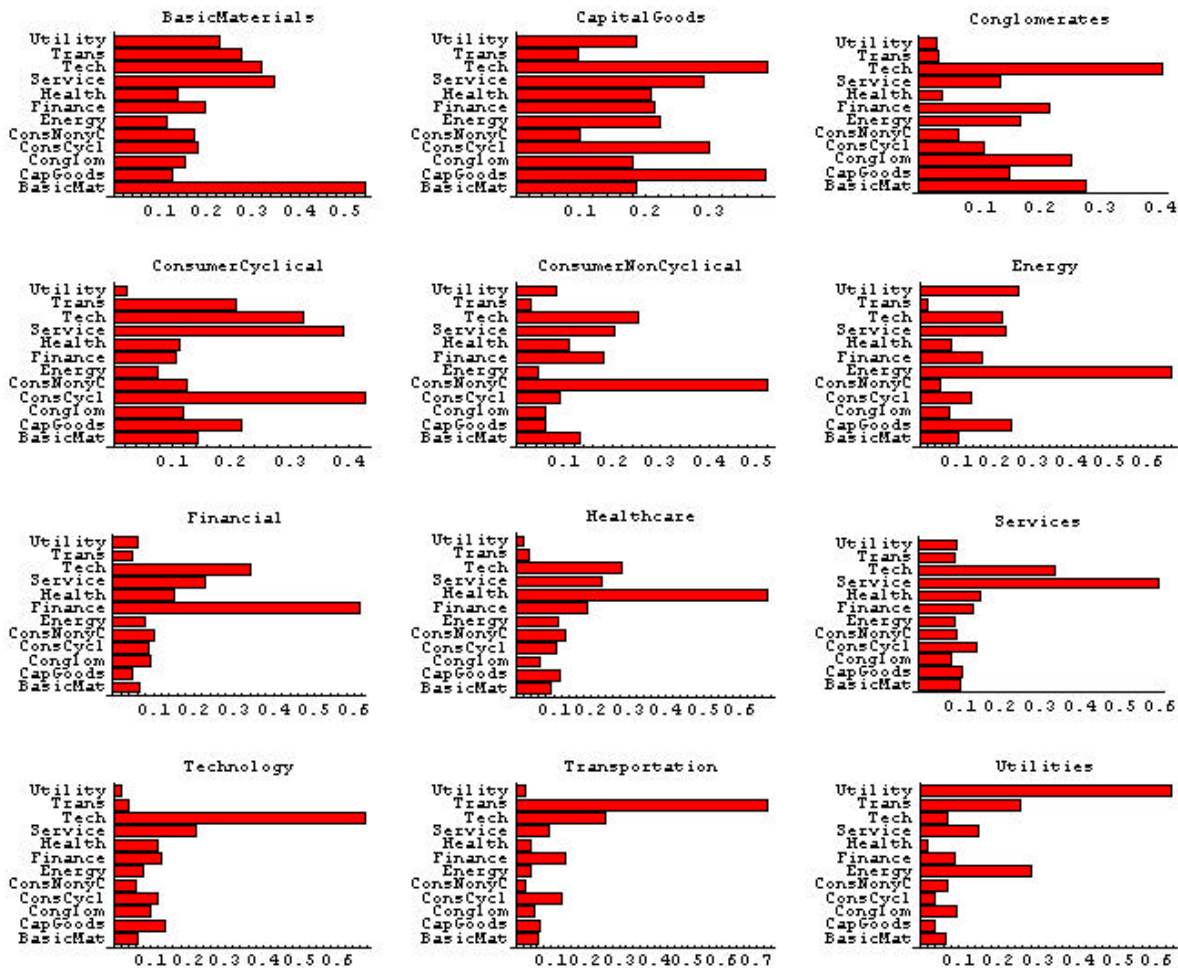 BasicMaterials
Utility
Trans
Tech
Service
Health
Finance
Energy
ConsNonyC
ConsCycl
Conglom
CapGoods
BasicMat
0.1 0.2 0.3 0.4 0.5
CapitalGoods
Utility
Trans
Tech
Service
Health
Finance
Energy
ConsNonyC
ConsCycl
Conglom
CapGoods
BasicMat
0.1 0.2 0.3
Conglomerates
Utility
Trans
Tech
Service
Health
Finance
Energy
ConsNonyC
ConsCycl
Conglom
CapGoods
BasicMat
0.1 0.2 0.3 0.4
ConsumerCyclical
Utility
Trans
Tech
Service
Health
Finance
Energy
ConsNonyC
ConsCycl
Conglom
CapGoods
BasicMat
0.1 0.2 0.3 0.4
ConsumerNonCyclical
Utility
Trans
Tech
Service
Health
Finance
Energy
ConsNonyC
ConsCycl
Conglom
CapGoods
BasicMat
0.1 0.2 0.3 0.4 0.5
Energy
Utility
Trans
Tech
Service
Health
Finance
Energy
ConsNonyC
ConsCycl
Conglom
CapGoods
BasicMat
0.1 0.2 0.3 0.4 0.5 0.6
Financial
Utility
Trans
Tech
Service
Health
Finance
Energy
ConsNonyC
ConsCycl
Conglom
CapGoods
BasicMat
0.1 0.2 0.3 0.4 0.5 0.6
Healthcare
Utility
Trans
Tech
Service
Health
Finance
Energy
ConsNonyC
ConsCycl
Conglom
CapGoods
BasicMat
0.1 0.2 0.3 0.4 0.5 0.6
Services
Utility
Trans
Tech
Service
Health
Finance
Energy
ConsNonyC
ConsCycl
Conglom
CapGoods
BasicMat
0.1 0.2 0.3 0.4 0.5 0.6
Technology
Utility
Trans
Tech
Service
Health
Finance
Energy
ConsNonyC
ConsCycl
Conglom
CapGoods
BasicMat
0.1 0.2 0.3 0.4 0.5 0.6
Transportation
Utility
Trans
Tech
Service
Health
Finance
Energy
ConsNonyC
ConsCycl
Conglom
CapGoods
BasicMat
0.1 0.2 0.3 0.4 0.5 0.6 0.7
Utilities
Utility
Trans
Tech
Service
Health
Finance
Energy
ConsNonyC
ConsCycl
Conglom
CapGoods
BasicMat
0.1 0.2 0.3 0.4 0.5 0.6